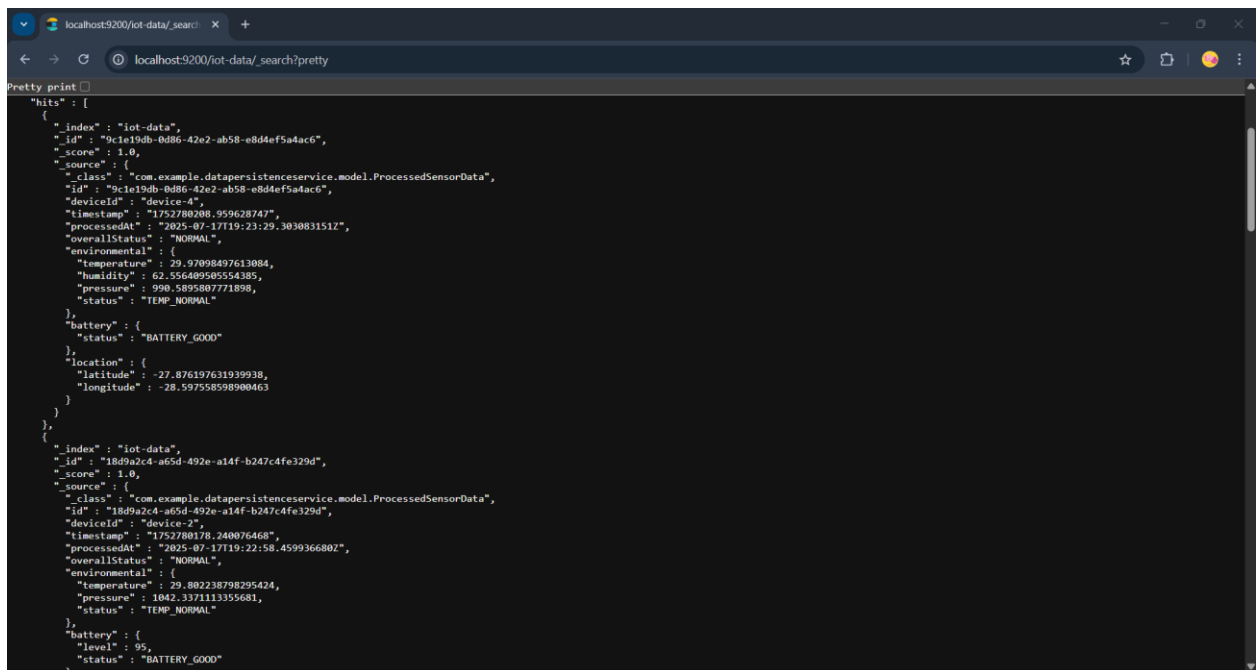 localhost:9200/iot-data/_search
localhost:9200/iot-data/_search?pretty
Pretty print
"hits" : [
{
"_index" : "iot-data",
"_id" : "9c1e19db-0d86-42e2-ab58-e8d4ef5a4ac6",
"_score" : 1.0,
"_source" : {
"_class" : "com.example.datapersistenceservice.model.ProcessedSensorData",
"id" : "9c1e19db-0d86-42e2-ab58-e8d4ef5a4ac6",
"deviceId" : "device-4",
"timestamp" : "1752780208.959628747",
"processedAt" : "2025-07-17T19:23:29.303083151Z",
"overallStatus" : "NORMAL",
"environmental" : {
"temperature" : 29.97098497613084,
"humidity" : 62.556409505554385,
"pressure" : 990.5895807771898,
"status" : "TEMP_NORMAL"
},
"battery" : {
"status" : "BATTERY_GOOD"
},
"location" : {
"latitude" : -27.876197631939938,
"longitude" : -28.597558598900463
}
}
},
{
"_index" : "iot-data",
"_id" : "18d9a2c4-a65d-492e-a14f-b247c4fe329d",
"_score" : 1.0,
"_source" : {
"_class" : "com.example.datapersistenceservice.model.ProcessedSensorData",
"id" : "18d9a2c4-a65d-492e-a14f-b247c4fe329d",
"deviceId" : "device-2",
"timestamp" : "1752780178.240076468",
"processedAt" : "2025-07-17T19:22:58.459936680Z",
"overallStatus" : "NORMAL",
"environmental" : {
"temperature" : 29.802238798295424,
"pressure" : 1042.3371113355681,
"status" : "TEMP_NORMAL"
},
"battery" : {
"level" : 95,
"status" : "BATTERY_GOOD"